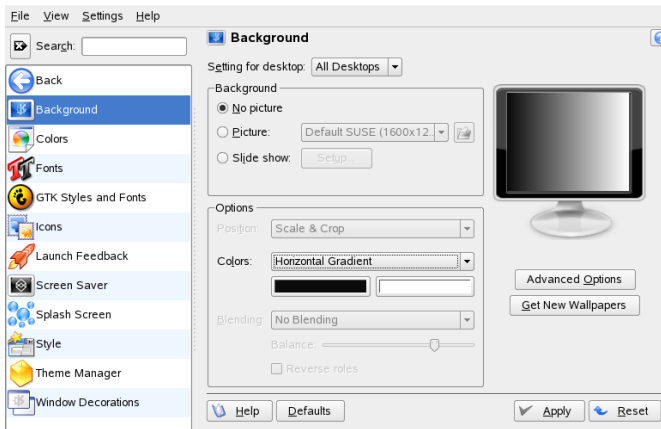 File View Settings Help
Search:
Back
Background
Colors
Fonts
GTK Styles and Fonts
Icons
Launch Feedback
Screen Saver
Splash Screen
Style
Theme Manager
Window Decorations
Background
Setting for desktop: All Desktops
Background
No picture
Picture: Default SUSE (1600x12..
Slide show: Setup...
Options
Position: Scale & Crop
Colors: Horizontal Gradient
Blending: No Blending
Balance:
Reverse roles
Advanced Options
Get New Wallpapers
Help Defaults Apply Reset